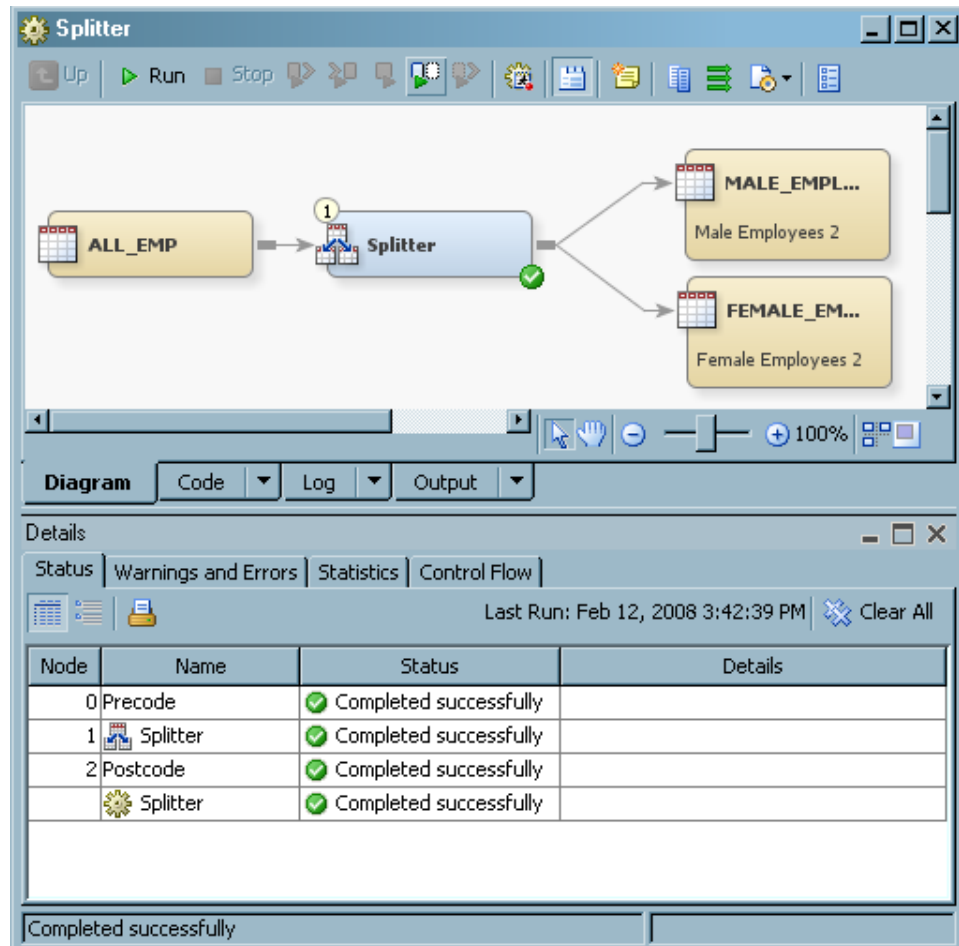 Splitter
Up Run Stop
ALL_EMP
1
Splitter
MALE_EMPL...
Male Employees 2
FEMALE_EM...
Female Employees 2
100%
Diagram Code Log Output
Details
Status Warnings and Errors Statistics Control Flow
Last Run: Feb 12, 2008 3:42:39 PM Clear All
Node Name Status Details
0 Precode Completed successfully
1 Splitter Completed successfully
2 Postcode Completed successfully
Splitter Completed successfully
Completed successfully